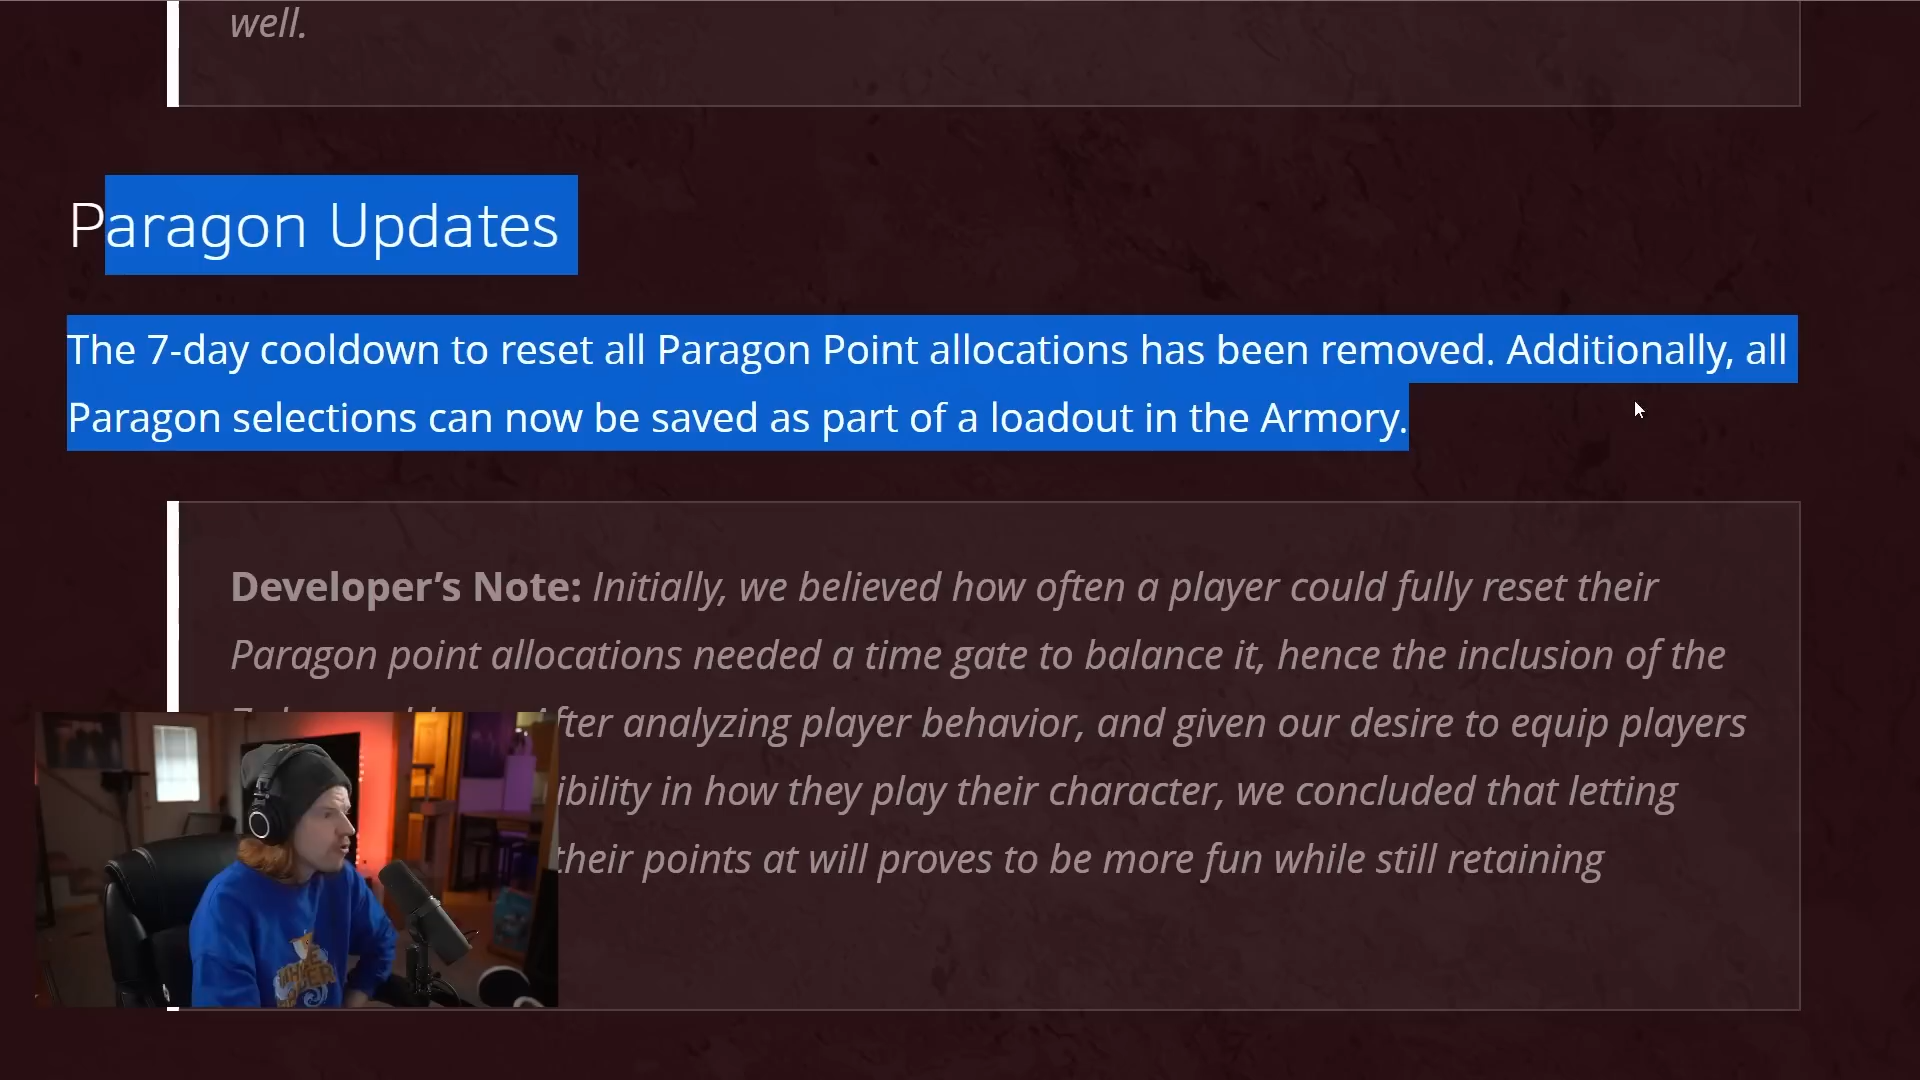 well.
Paragon Updates
The 7-day cooldown to reset all Paragon Point allocations has been removed. Additionally, all
Paragon selections can now be saved as part of a loadout in the Armory.
Developer’s Note: Initially, we believed how often a player could fully reset their
Paragon point allocations needed a time gate to balance it, hence the inclusion of the
fter analyzing player behavior, and given our desire to equip players
ibility in how they play their character, we concluded that letting
their points at will proves to be more fun while still retaining